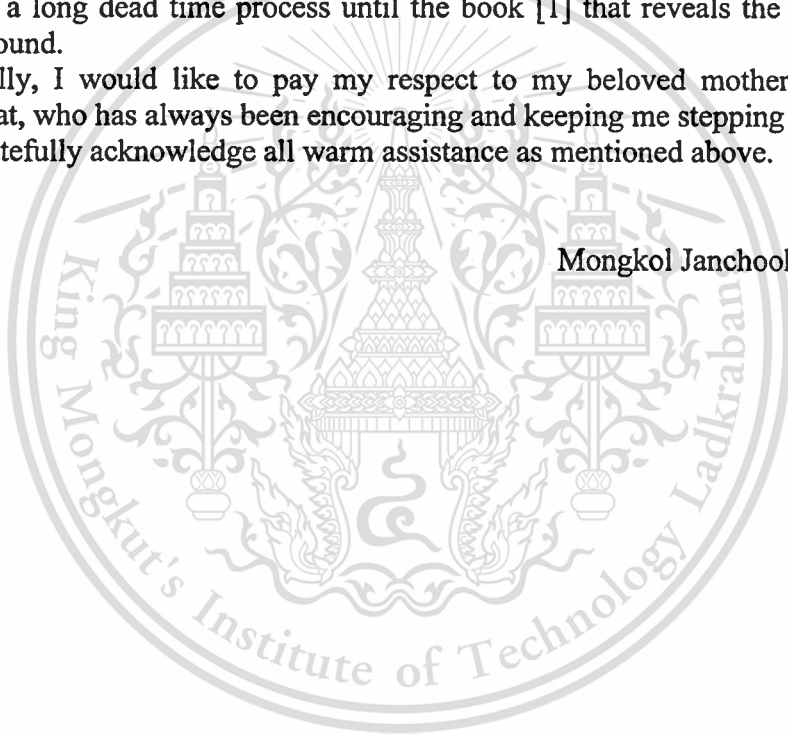 a long dead time process until the book [1] that reveals the
ound.
lly, I would like to pay my respect to my beloved mother
at, who has always been encouraging and keeping me stepping
tefully acknowledge all warm assistance as mentioned above.
Mongkol Janchool
King Mongkut's Institute of Technology Ladkrabang